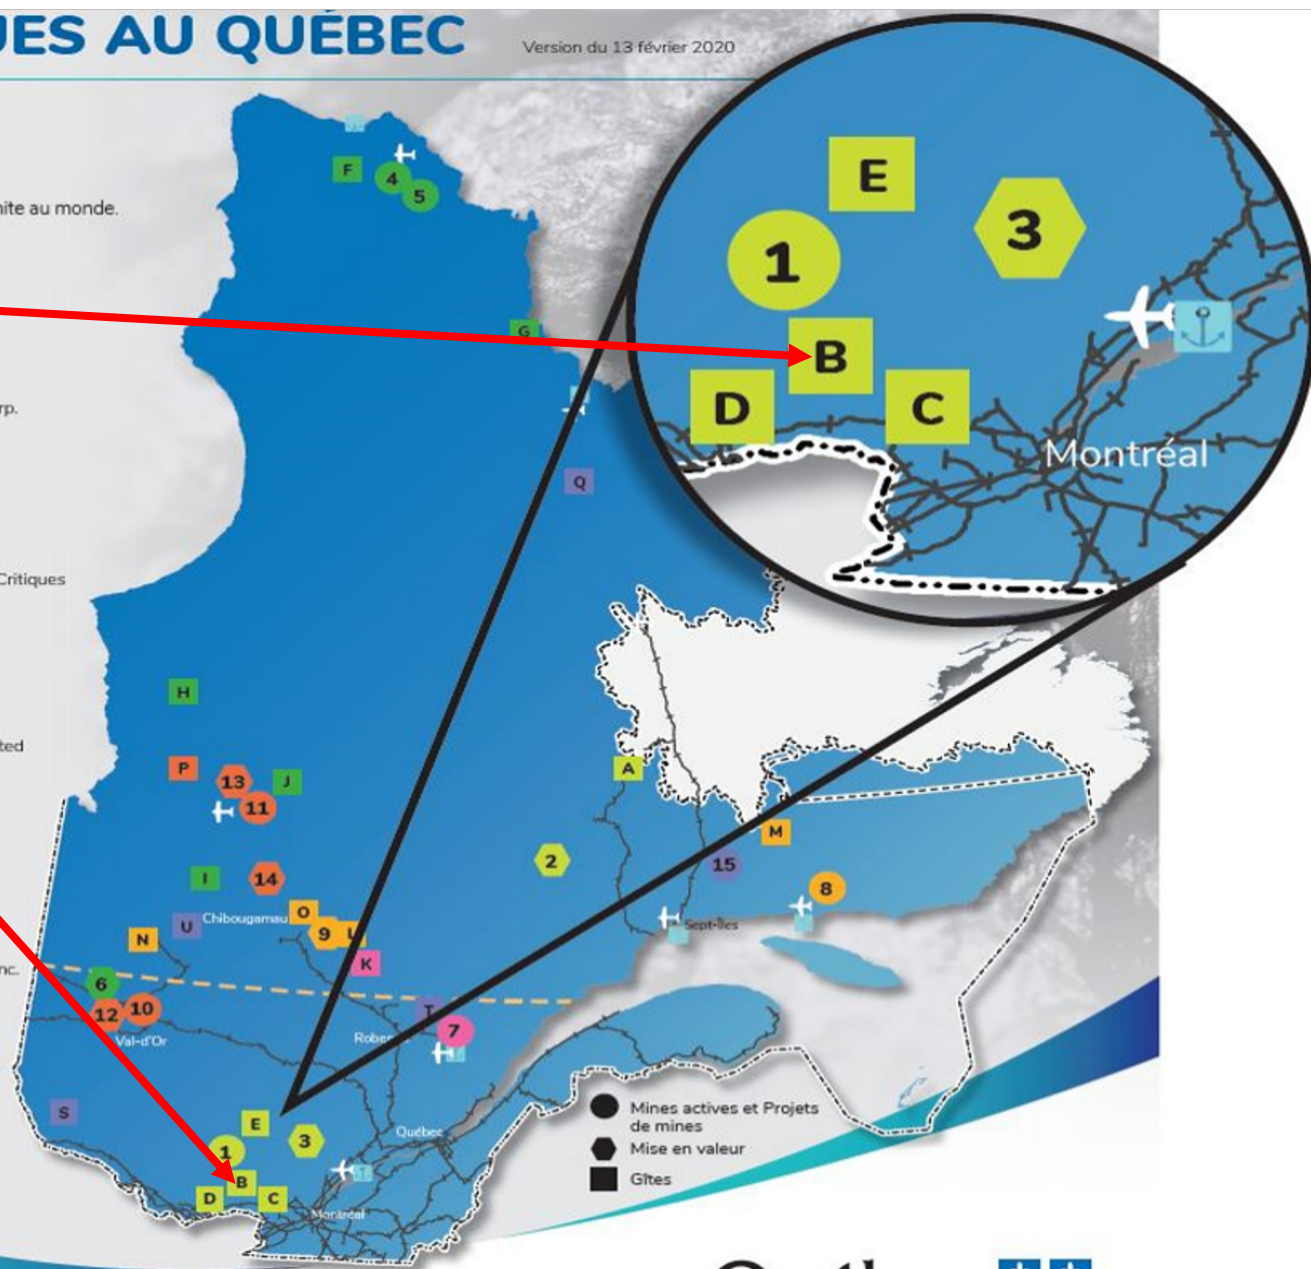 UES AU QUÉBEC
Version du 13 février 2020
ite au monde.
rp.
Critiques
ted
nc.
E
3
1
B
D
C
Montréal
F
4
5
G
Q
H
P
13
J
11
A
M
2
15
I
14
8
U
Chibougamau
O
N
9
L
Sept-Îles
K
6
12
10
T
7
Val-d'Or
S
E
1
3
Québec
B
D
C
Montréal
Mines actives et Projets
de mines
Mise en valeur
Gîtes